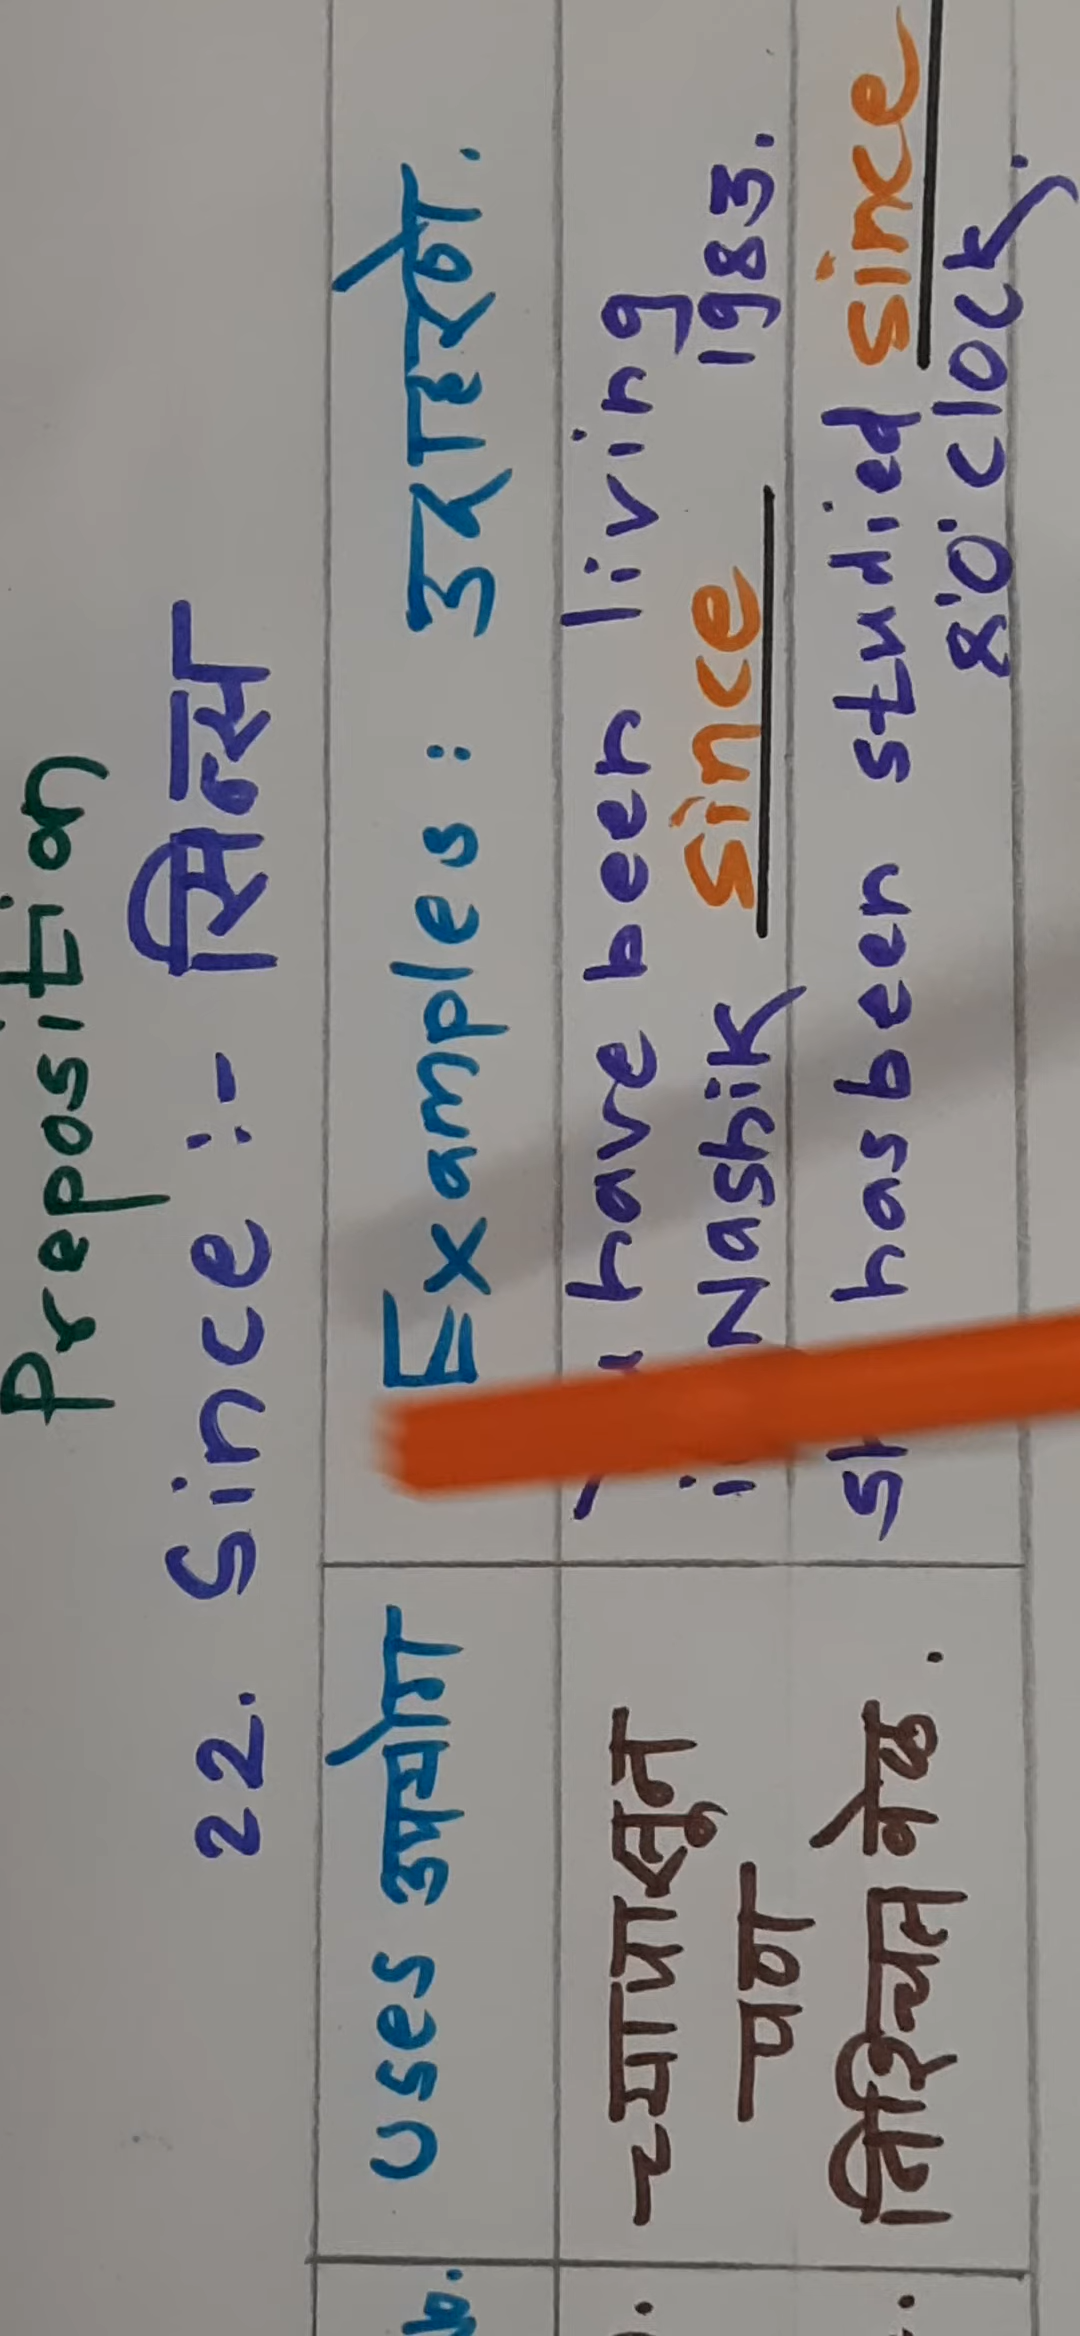 Preposition
22. Since :- सिन्स
uses उपयोग
Examples : उदाहरणे.
च्यापासून
पण
निश्चित वेळ.
have been living
Nashik since 1983.
has been studied since
8'O' clock.